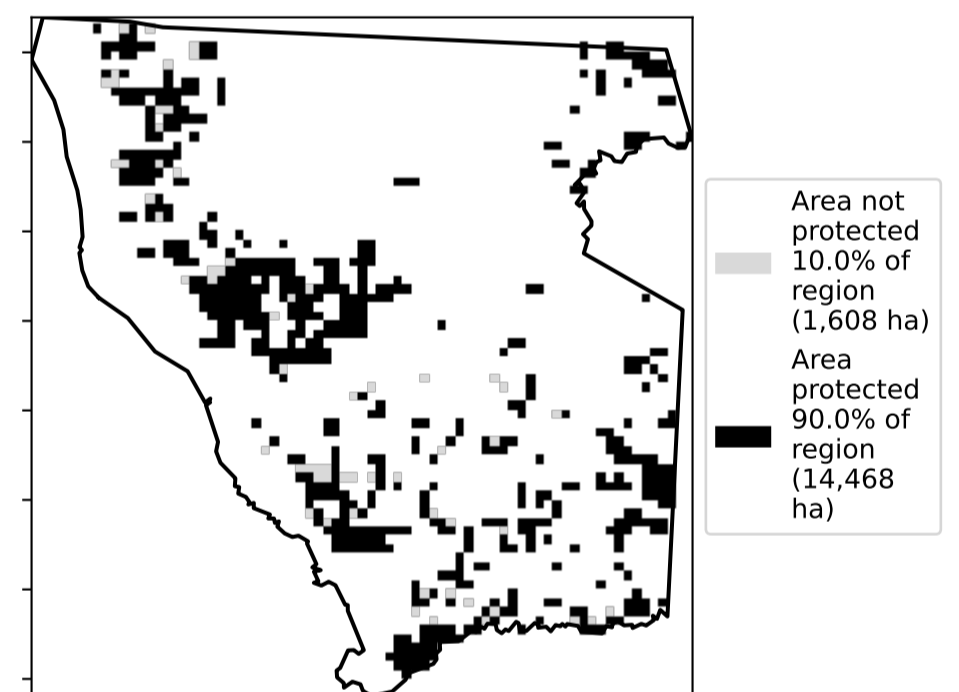 Area not
protected
10.0% of
region
(1,608 ha)
Area
protected
90.0% of
region
(14,468
ha)